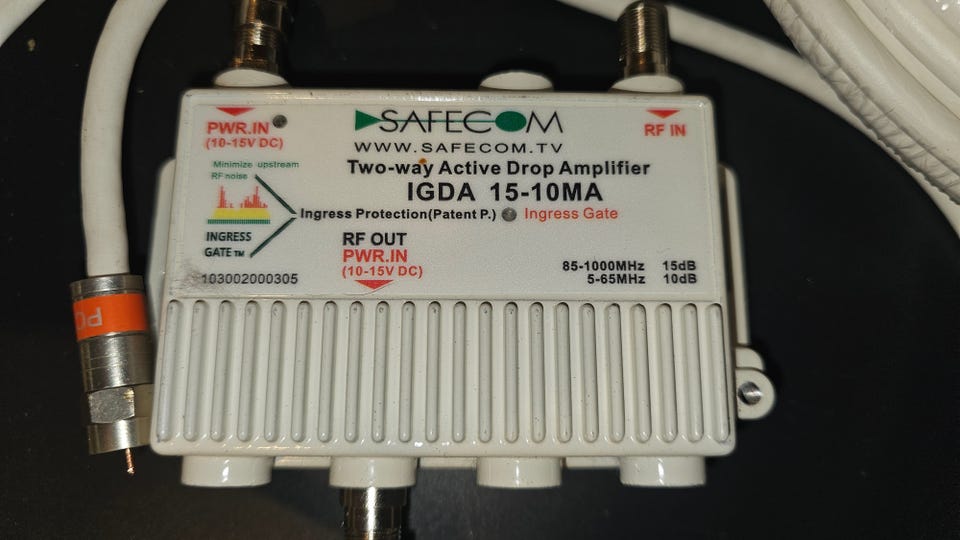 PWR.IN
(10-15V DC)
SAFECOM
WWW.SAFECOM.TV
RF IN
Minimize upstream
RF noise
Two-way Active Drop Amplifier
IGDA 15-10MA
Ingress Protection(Patent P.) Ingress Gate
INGRESS
GATE TM
RF OUT
PWR.IN
(10-15V DC)
85-1000MHz 15dB
5-65MHz 10dB
103002000305
PO